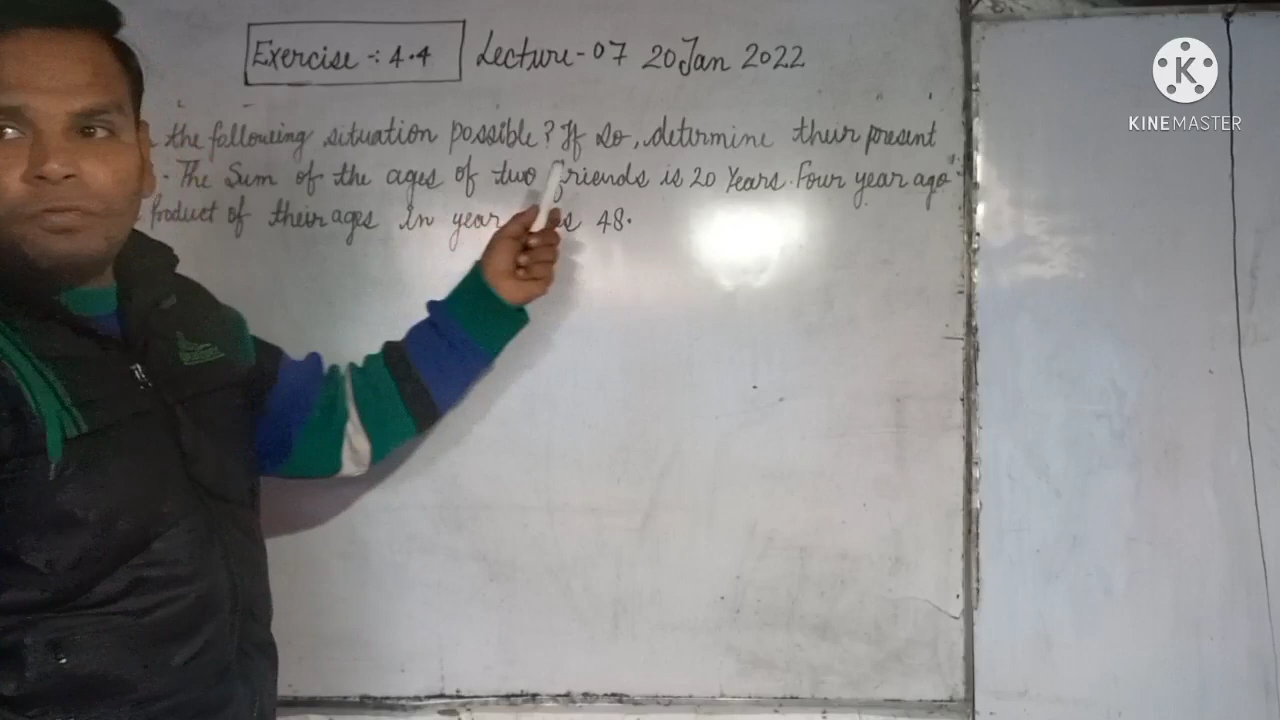 Exercise -: 4.4 Lecture-07 20 Jan 2022
the following situation possible? If so, determine their present
. The Sum of the ages of two friends is 20 Years. Four year ago
Product of their ages in year 48.
K
KINEMASTER